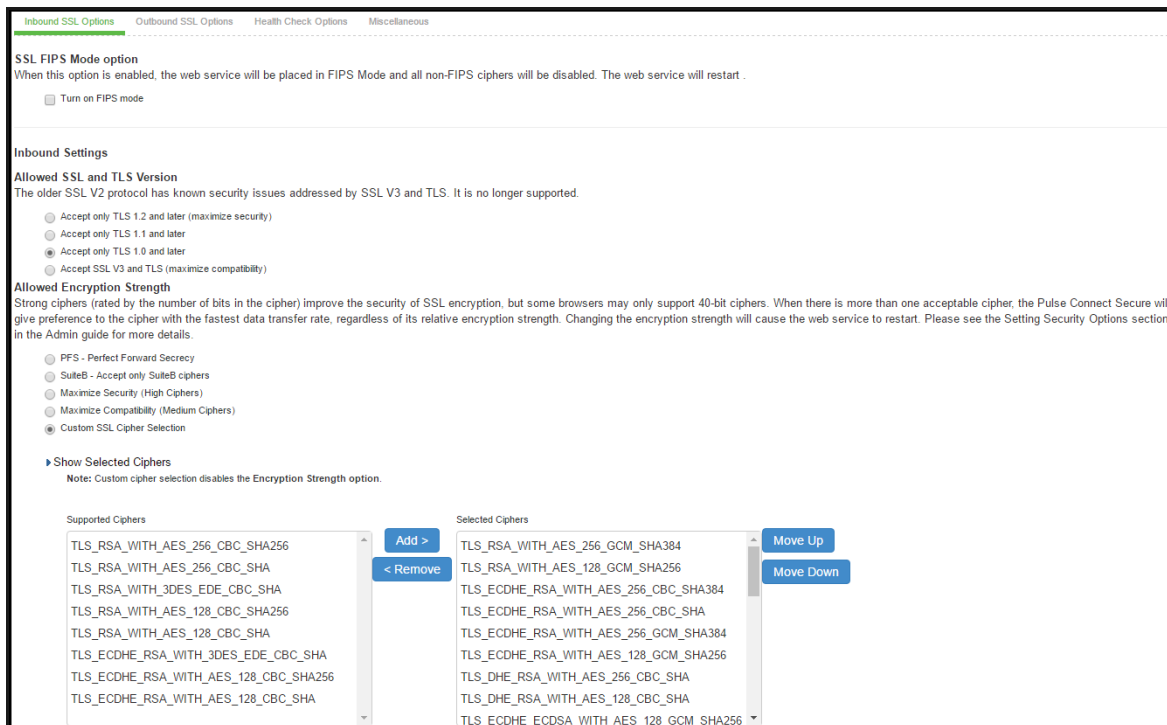 Inbound SSL Options Outbound SSL Options Health Check Options Miscellaneous
SSL FIPS Mode option
When this option is enabled, the web service will be placed in FIPS Mode and all non-FIPS ciphers will be disabled. The web service will restart .
Turn on FIPS mode
Inbound Settings
Allowed SSL and TLS Version
The older SSL V2 protocol has known security issues addressed by SSL V3 and TLS. It is no longer supported.
Accept only TLS 1.2 and later (maximize security)
Accept only TLS 1.1 and later
Accept only TLS 1.0 and later
Accept SSL V3 and TLS (maximize compatibility)
Allowed Encryption Strength
Strong ciphers (rated by the number of bits in the cipher) improve the security of SSL encryption, but some browsers may only support 40-bit ciphers. When there is more than one acceptable cipher, the Pulse Connect Secure wil
give preference to the cipher with the fastest data transfer rate, regardless of its relative encryption strength. Changing the encryption strength will cause the web service to restart. Please see the Setting Security Options section
in the Admin guide for more details.
PFS - Perfect Forward Secrecy
SuiteB - Accept only SuiteB ciphers
Maximize Security (High Ciphers)
Maximize Compatibility (Medium Ciphers)
Custom SSL Cipher Selection
Show Selected Ciphers
Note: Custom cipher selection disables the Encryption Strength option.
Supported Ciphers
TLS_RSA_WITH_AES_256_CBC_SHA256
TLS_RSA_WITH_AES_256_CBC_SHA
TLS_RSA_WITH_3DES_EDE_CBC_SHA
TLS_RSA_WITH_AES_128_CBC_SHA256
TLS_RSA_WITH_AES_128_CBC_SHA
TLS_ECDHE_RSA_WITH_3DES_EDE_CBC_SHA
TLS_ECDHE_RSA_WITH_AES_128_CBC_SHA256
TLS_ECDHE_RSA_WITH_AES_128_CBC_SHA
Add >
< Remove
Selected Ciphers
TLS_RSA_WITH_AES_256_GCM_SHA384
TLS_RSA_WITH_AES_128_GCM_SHA256
TLS_ECDHE_RSA_WITH_AES_256_CBC_SHA384
TLS_ECDHE_RSA_WITH_AES_256_CBC_SHA
TLS_ECDHE_RSA_WITH_AES_256_GCM_SHA384
TLS_ECDHE_RSA_WITH_AES_128_GCM_SHA256
TLS_DHE_RSA_WITH_AES_256_CBC_SHA
TLS_DHE_RSA_WITH_AES_128_CBC_SHA
TLS_ECDHE_ECDSA_WITH_AES_128_GCM_SHA256
Move Up
Move Down